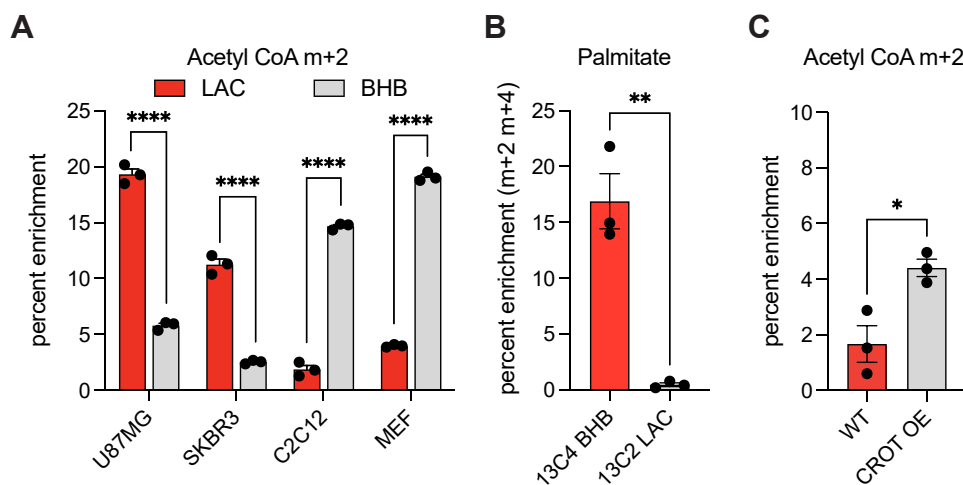 A
Acetyl CoA m+2
LAC
BHB
percent enrichment
25
20
15
10
5
0
****
****
****
****
U87MG
SKBR3
C2C12
MEF
B
Palmitate
percent enrichment (m+2 m+4)
25
20
15
10
5
0
**
13C4 BHB
13C2 LAC
C
Acetyl CoA m+2
percent enrichment
10
8
6
4
2
0
*
WT
CROT OE